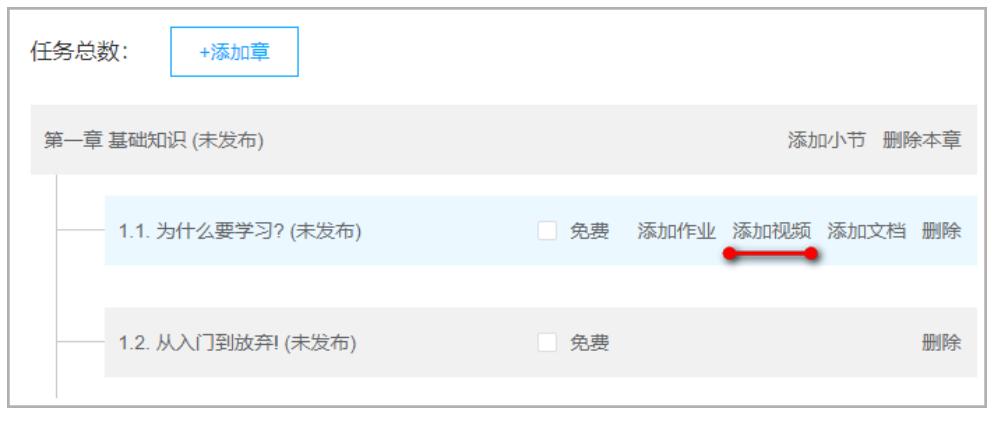 任务总数： +添加章
第一章 基础知识 (未发布) 添加小节 删除本章
1.1. 为什么要学习? (未发布) 免费 添加作业 添加视频 添加文档 删除
1.2. 从入门到放弃! (未发布) 免费 删除